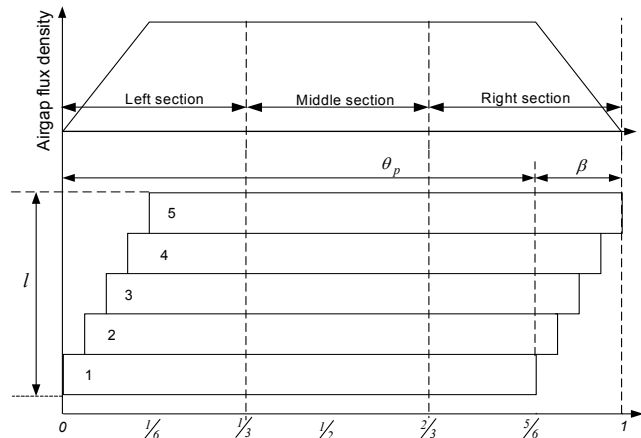 Airgap flux density
Left section
Middle section
Right section
θp
β
5
4
l
3
2
1
0
1/6
1/3
1/2
2/3
5/6
1